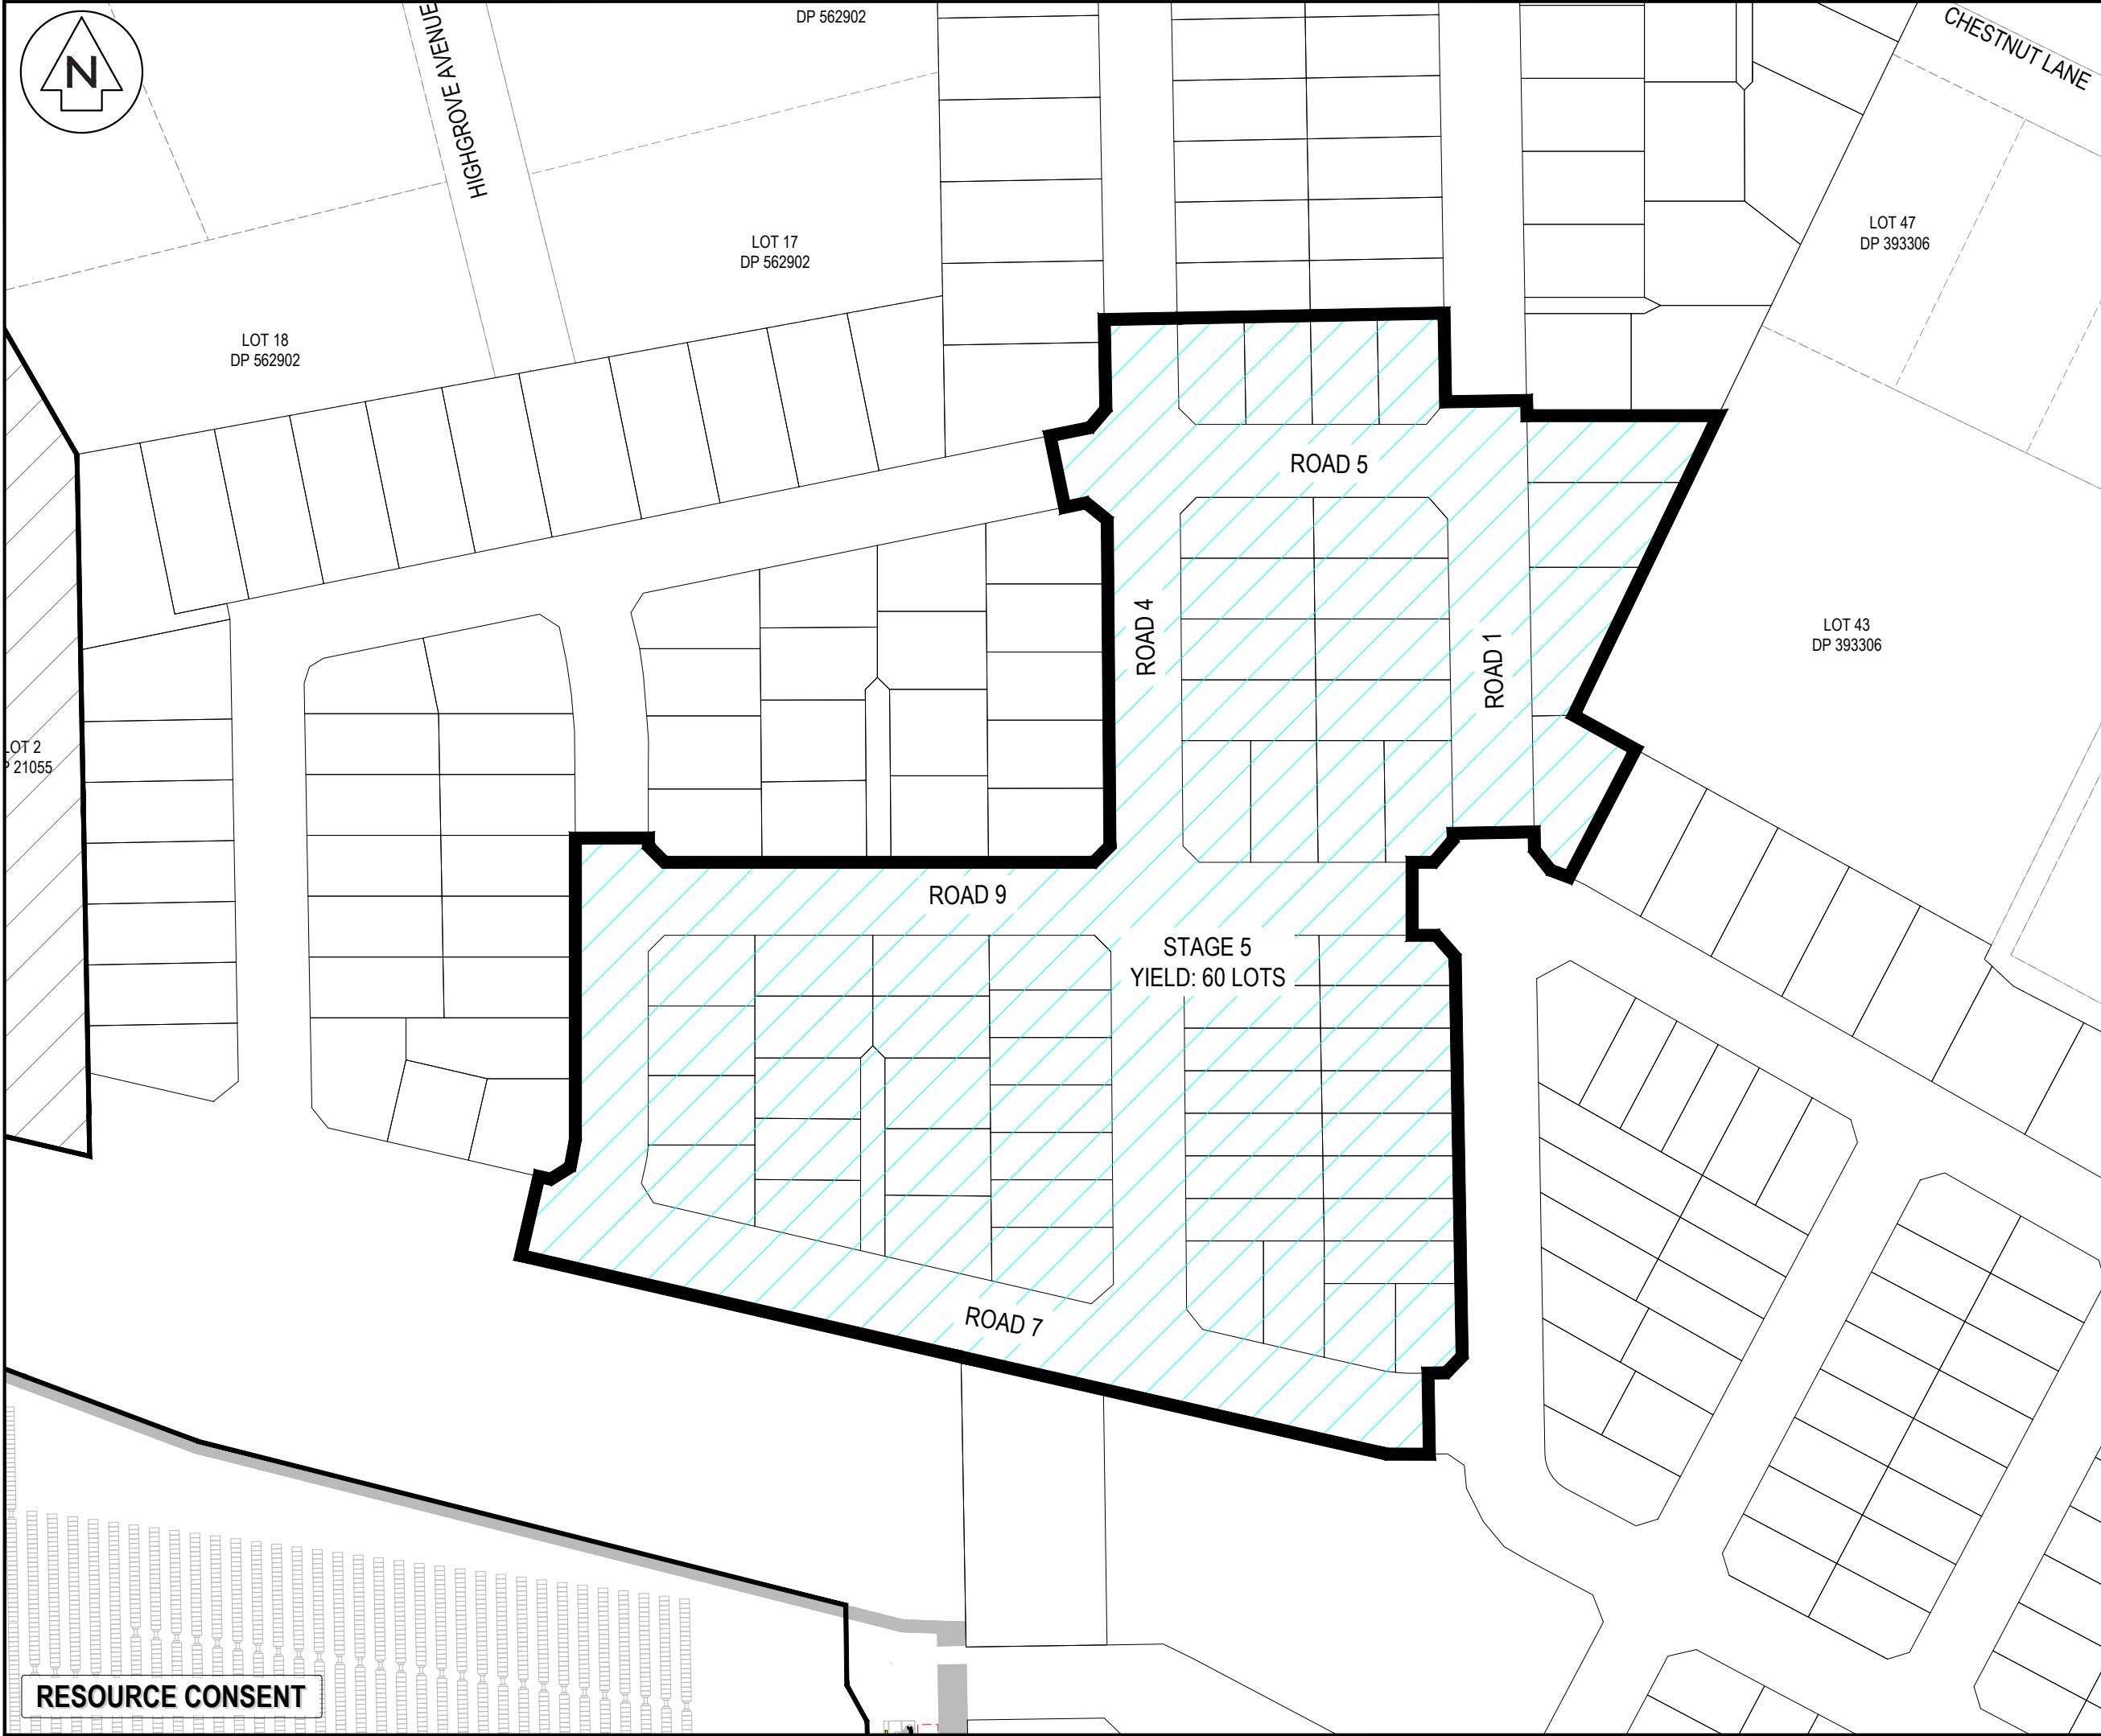 N
HIGHGROVE AVENUE
DP 562902
CHESTNUT LANE
LOT 17
DP 562902
LOT 47
DP 393306
LOT 18
DP 562902
ROAD 5
ROAD 4
ROAD 1
LOT 43
DP 393306
LOT 2
P 21055
ROAD 9
STAGE 5
YIELD: 60 LOTS
ROAD 7
RESOURCE CONSENT